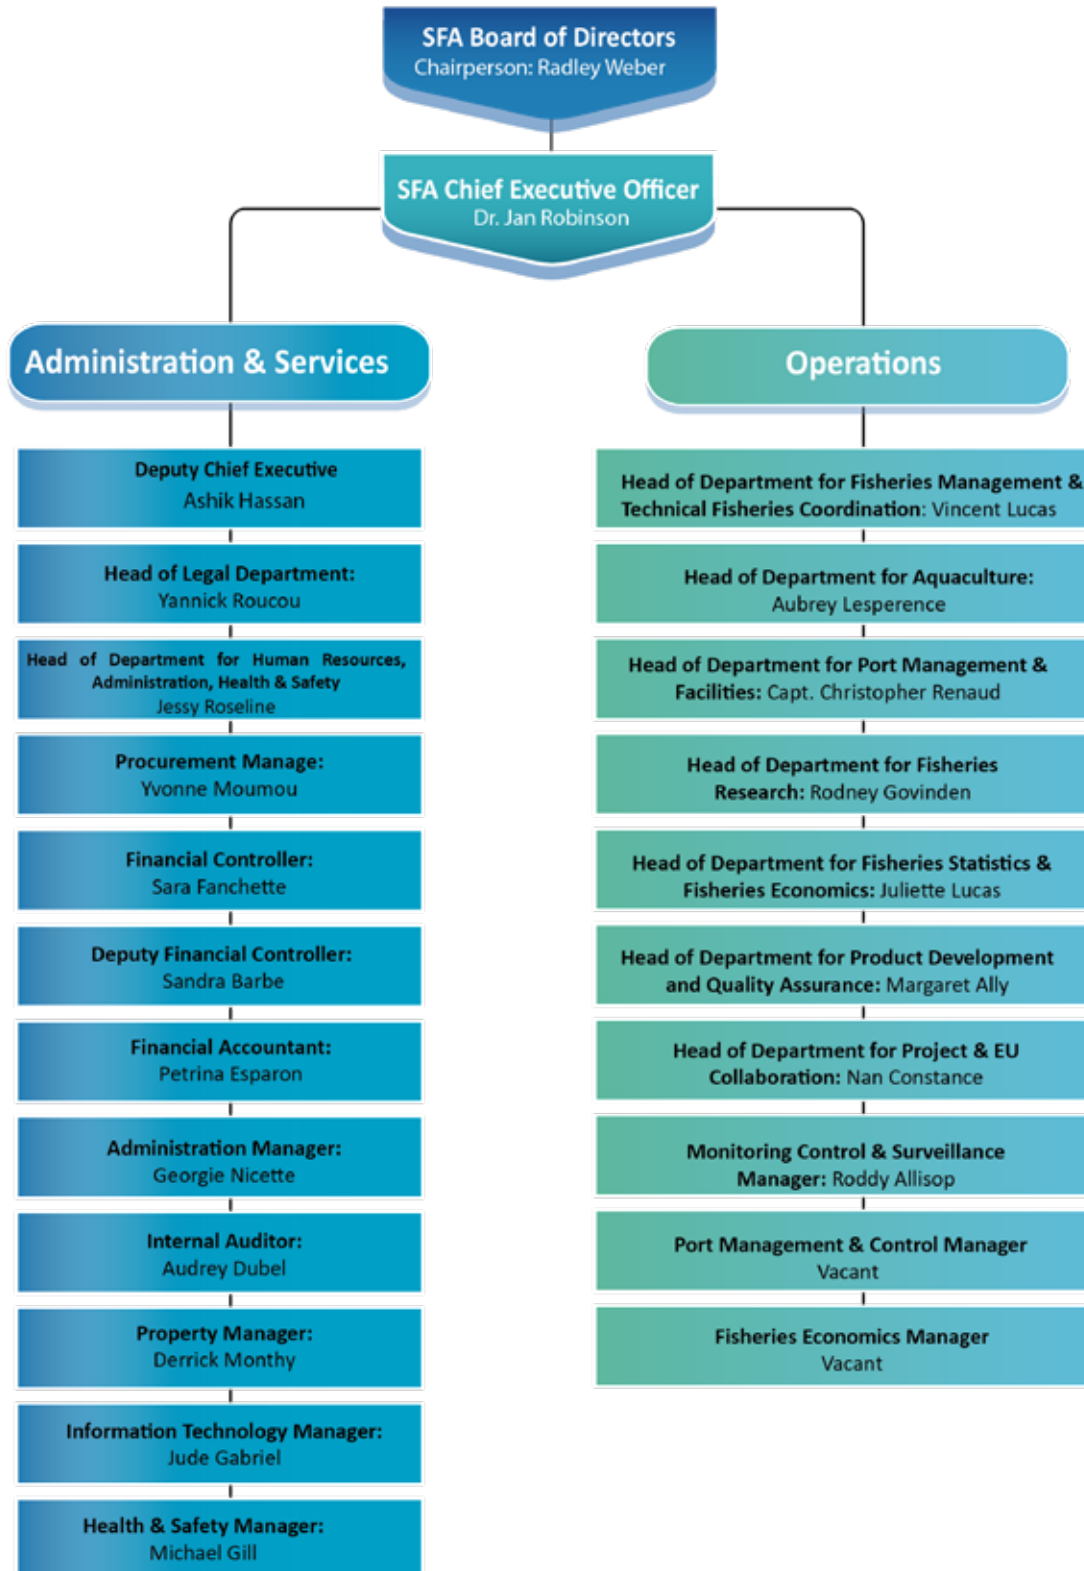 SFA Board of Directors
Chairperson: Radley Weber
SFA Chief Executive Officer
Dr. Jan Robinson
Administration & Services
Deputy Chief Executive
Ashik Hassan
Head of Legal Department:
Yannick Roucou
Head of Department for Human Resources,
Administration, Health & Safety
Jessy Roseline
Procurement Manage:
Yvonne Moumou
Financial Controller:
Sara Fanchette
Deputy Financial Controller:
Sandra Barbe
Financial Accountant:
Petrina Esparon
Administration Manager:
Georgie Nicette
Internal Auditor:
Audrey Dubel
Property Manager:
Derrick Monthy
Information Technology Manager:
Jude Gabriel
Health & Safety Manager:
Michael Gill
Operations
Head of Department for Fisheries Management &
Technical Fisheries Coordination: Vincent Lucas
Head of Department for Aquaculture:
Aubrey Lesperence
Head of Department for Port Management &
Facilities: Capt. Christopher Renaud
Head of Department for Fisheries
Research: Rodney Govinden
Head of Department for Fisheries Statistics &
Fisheries Economics: Juliette Lucas
Head of Department for Product Development
and Quality Assurance: Margaret Ally
Head of Department for Project & EU
Collaboration: Nan Constance
Monitoring Control & Surveillance
Manager: Roddy Allisop
Port Management & Control Manager
Vacant
Fisheries Economics Manager
Vacant